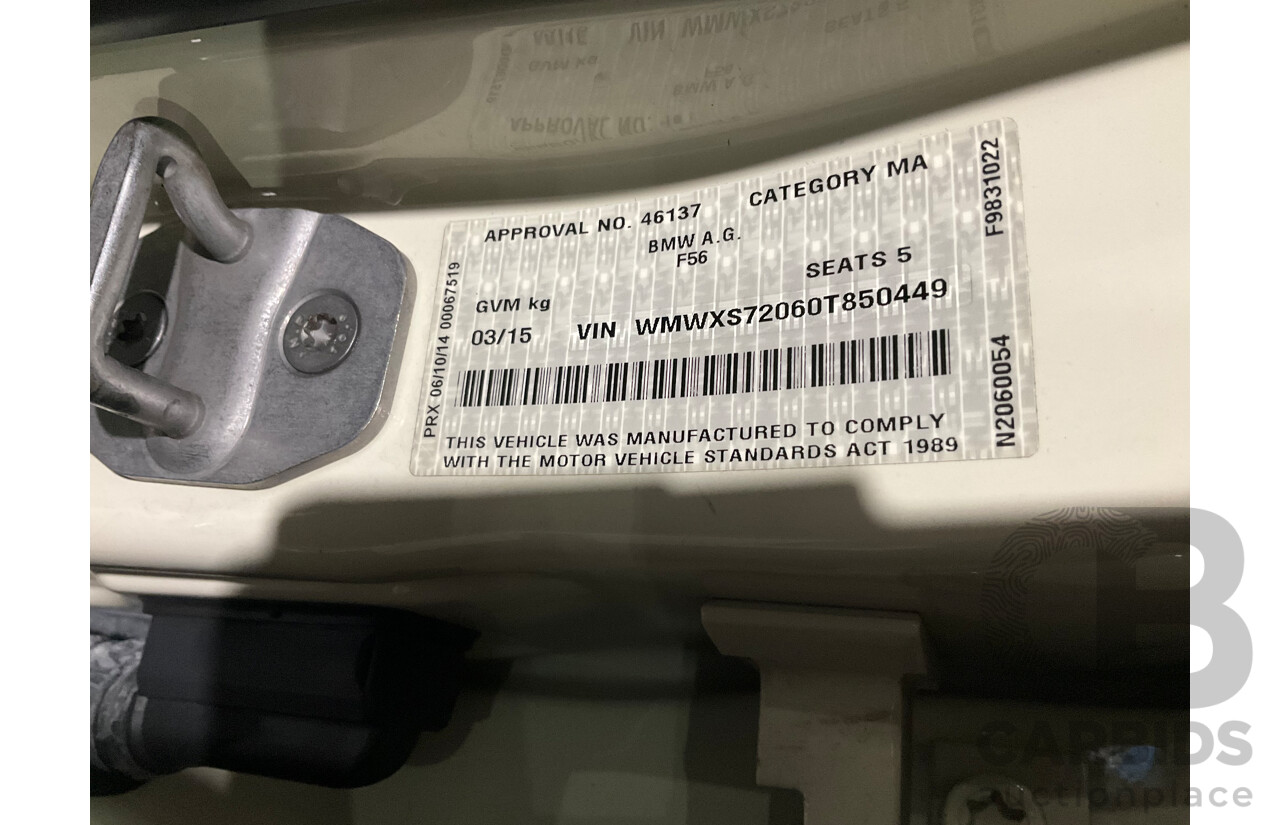 APPROVAL NO. 46137 CATEGORY MA
BMW A.G.
F56
SEATS 5
GVM kg
03/15 VIN WMWXS72060T850449
THIS VEHICLE WAS MANUFACTURED TO COMPLY
WITH THE MOTOR VEHICLE STANDARDS ACT 1989
PRX 06/10/14 00067519
F9831022
N2060054
CARBIDS
auctionplace